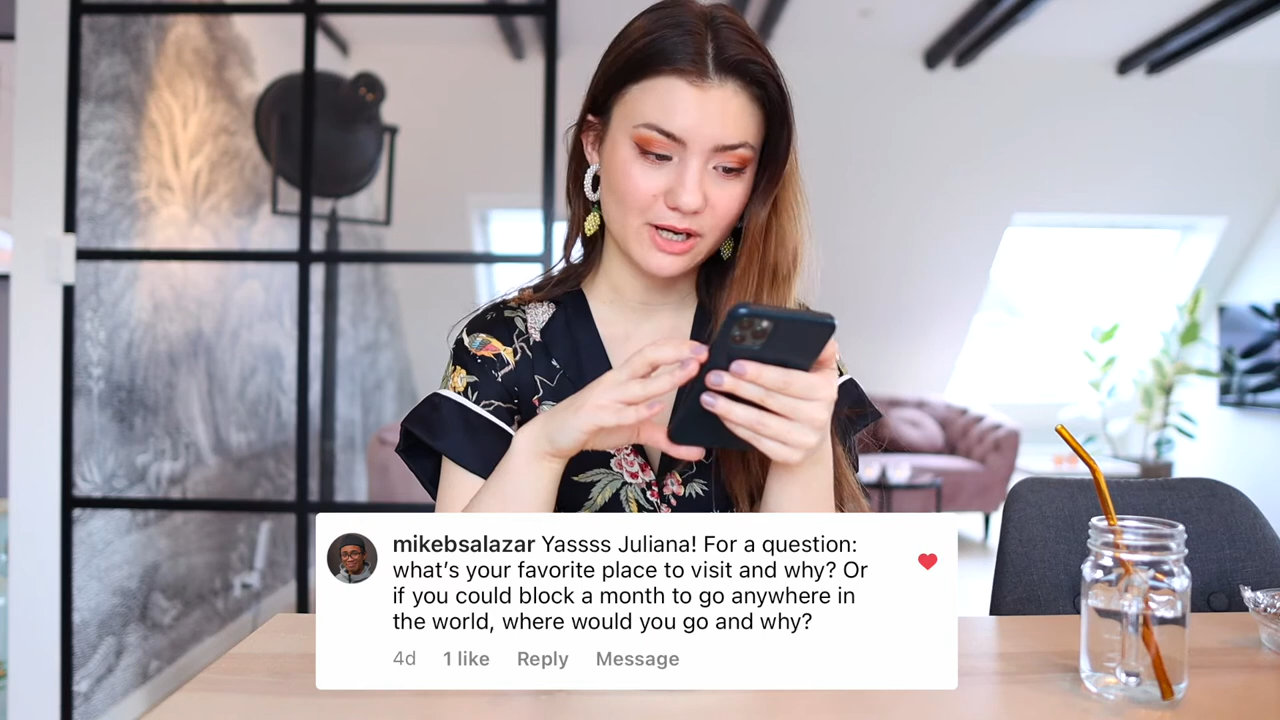 mikebsalazar Yassss Juliana! For a question:
what's your favorite place to visit and why? Or
if you could block a month to go anywhere in
the world, where would you go and why?
4d 1 like Reply Message